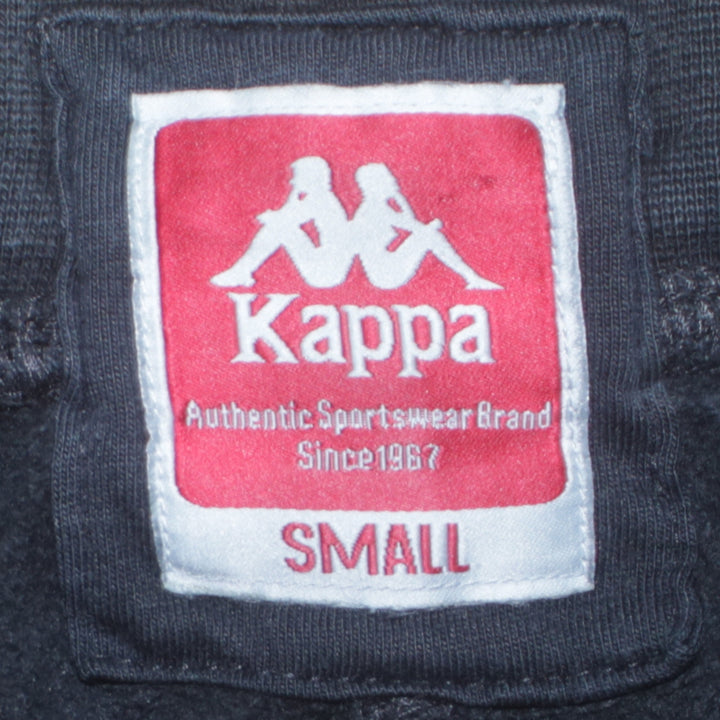 Kappa
Authentic Sportswear Brand
Since1967
SMALL